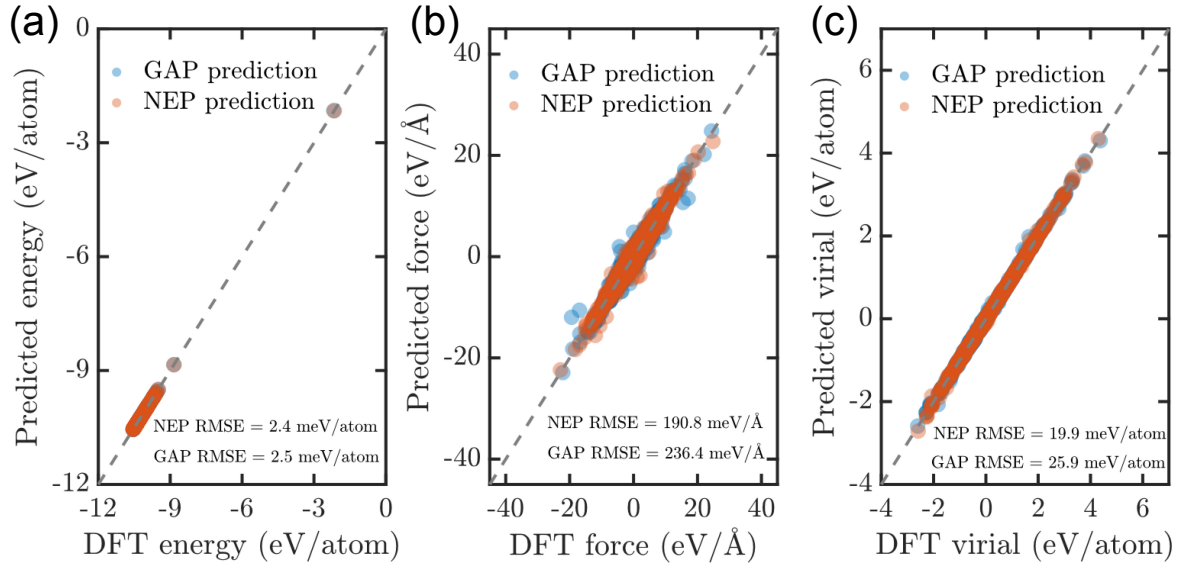 (a)
0
-3
-6
-9
-12
Predicted energy (eV/atom)
GAP prediction
NEP prediction
NEP RMSE = 2.4 meV/atom
GAP RMSE = 2.5 meV/atom
-12 -9 -6 -3 0
DFT energy (eV/atom)
(b)
40
20
0
-20
-40
Predicted force (eV/Å)
GAP prediction
NEP prediction
NEP RMSE = 190.8 meV/Å
GAP RMSE = 236.4 meV/Å
-40 -20 0 20 40
DFT force (eV/Å)
(c)
6
4
2
0
-2
-4
Predicted virial (eV/atom)
GAP prediction
NEP prediction
NEP RMSE = 19.9 meV/atom
GAP RMSE = 25.9 meV/atom
-4 -2 0 2 4 6
DFT virial (eV/atom)